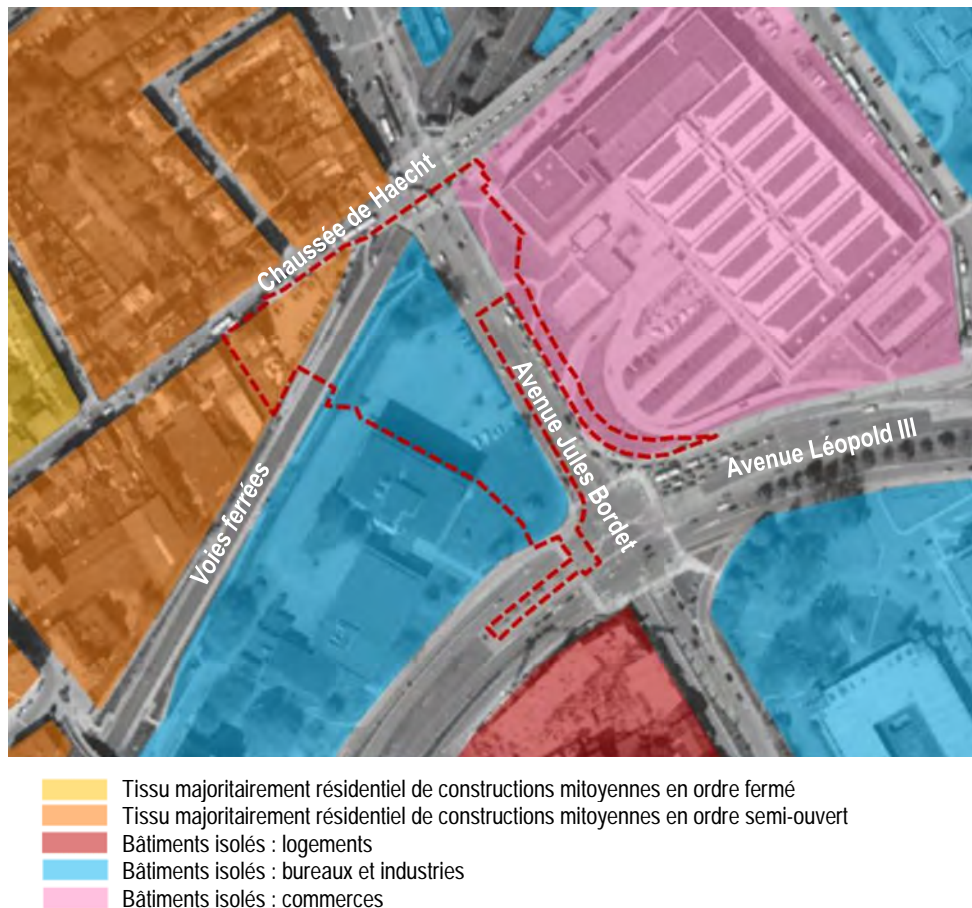 Chaussée de Haecht
Avenue Jules Bordet
Avenue Léopold III
Voies ferrées
Tissu majoritairement résidentiel de constructions mitoyennes en ordre fermé
Tissu majoritairement résidentiel de constructions mitoyennes en ordre semi-ouvert
Bâtiments isolés : logements
Bâtiments isolés : bureaux et industries
Bâtiments isolés : commerces